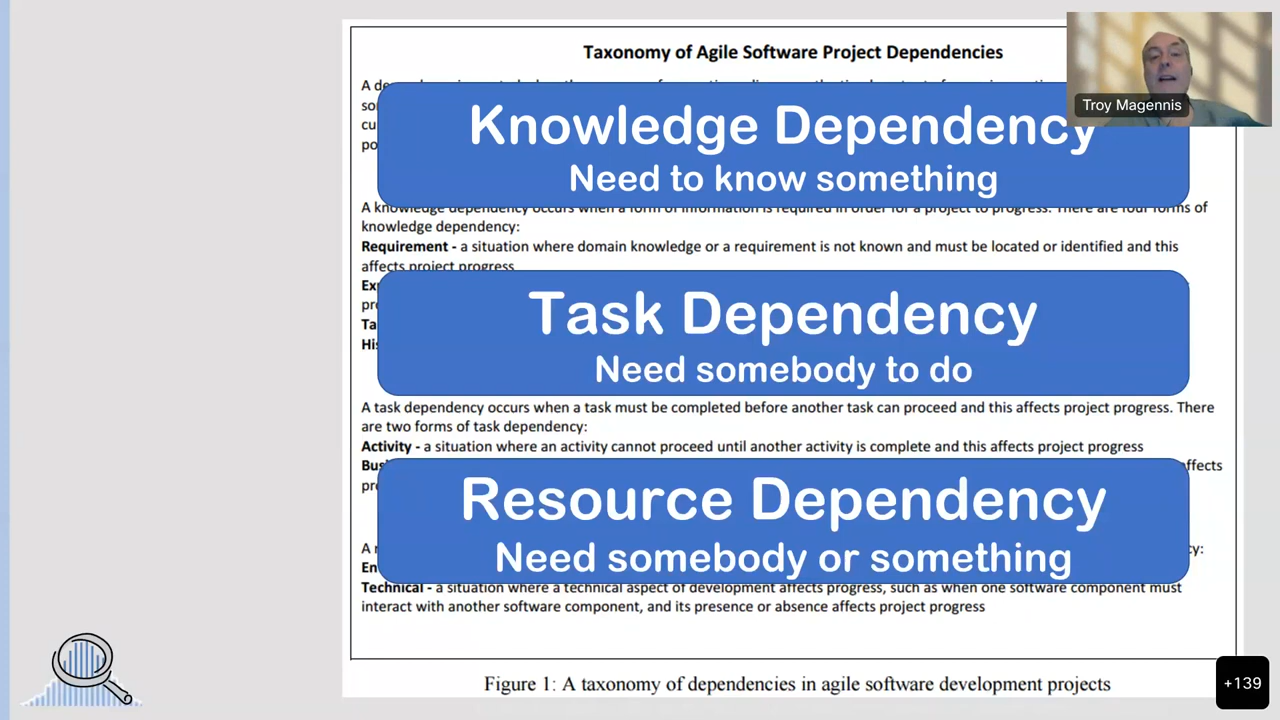 Taxonomy of Agile Software Project Dependencies
Troy Magennis
Knowledge Dependency
Need to know something
A knowledge dependency occurs when a form of information is required in order for a project to progress. There are four forms of
knowledge dependency:
Requirement - a situation where domain knowledge or a requirement is not known and must be located or identified and this
affects project progress
Task Dependency
Need somebody to do
A task dependency occurs when a task must be completed before another task can proceed and this affects project progress. There
are two forms of task dependency:
Activity - a situation where an activity cannot proceed until another activity is complete and this affects project progress
affects
Resource Dependency
Need somebody or something
Technical - a situation where a technical aspect of development affects progress, such as when one software component must
interact with another software component, and its presence or absence affects project progress
Figure 1: A taxonomy of dependencies in agile software development projects
+139